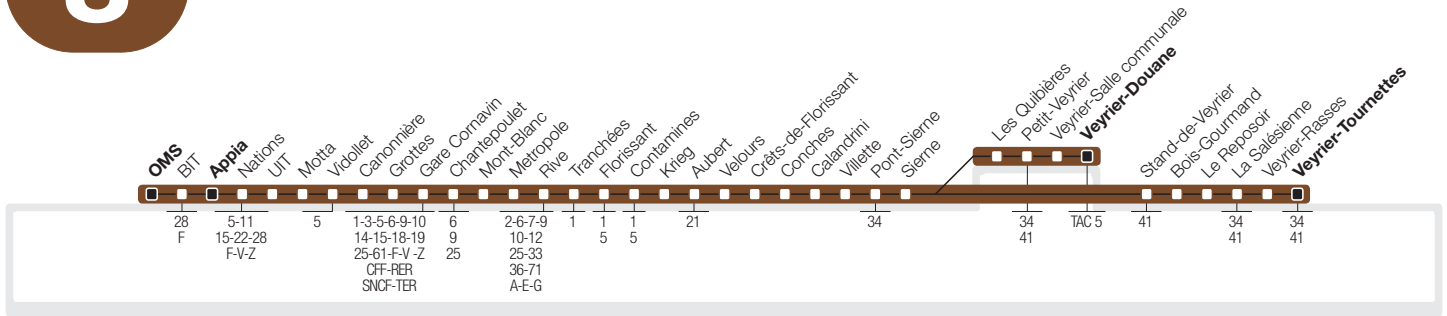 8
OMS
BIT
Appia
Nations
UIT
Motta
Vidollet
Canonnière
Grottes
Gare Cornavin
Chantepoulet
Mont-Blanc
Metropole
Rive
Tranchées
Florissant
Contamines
Krieg
Aubert
Velours
Crêts-de-Florissant
Conches
Calandrini
Villette
Pont-Sierne
Sierne
Les Quibières
Petit-Veyrier
Veyrier-Salle communale
Veyrier-Douane
Stand-de-Veyrier
Bois-Gourmand
Le Reposoir
La Salésienne
Veyrier-Rasses
Veyrier-Tournettes
28
F
5-11
15-22-28
F-V-Z
5
1-3-5-6-9-10
14-15-18-19
25-61-F-V -Z
CFF-RER
SNCF-TER
6
9
25
2-6-7-9
10-12
25-33
36-71
A-E-G
1
1
5
1
5
21
34
34
41
TAC 5
41
34
41
34
41